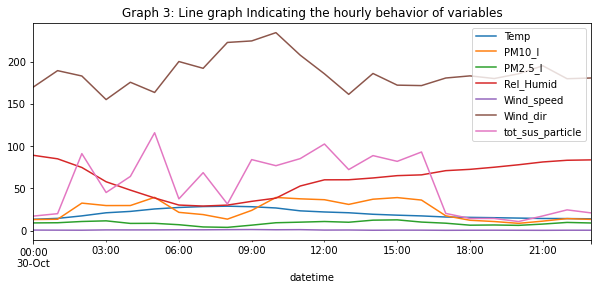 Graph 3: Line graph Indicating the hourly behavior of variables
Temp
PM10_I
PM2.5_I
Rel_Humid
Wind_speed
Wind_dir
tot_sus_particle
200
150
100
50
0
00:00
30-Oct
03:00
06:00
09:00
12:00
15:00
18:00
21:00
datetime